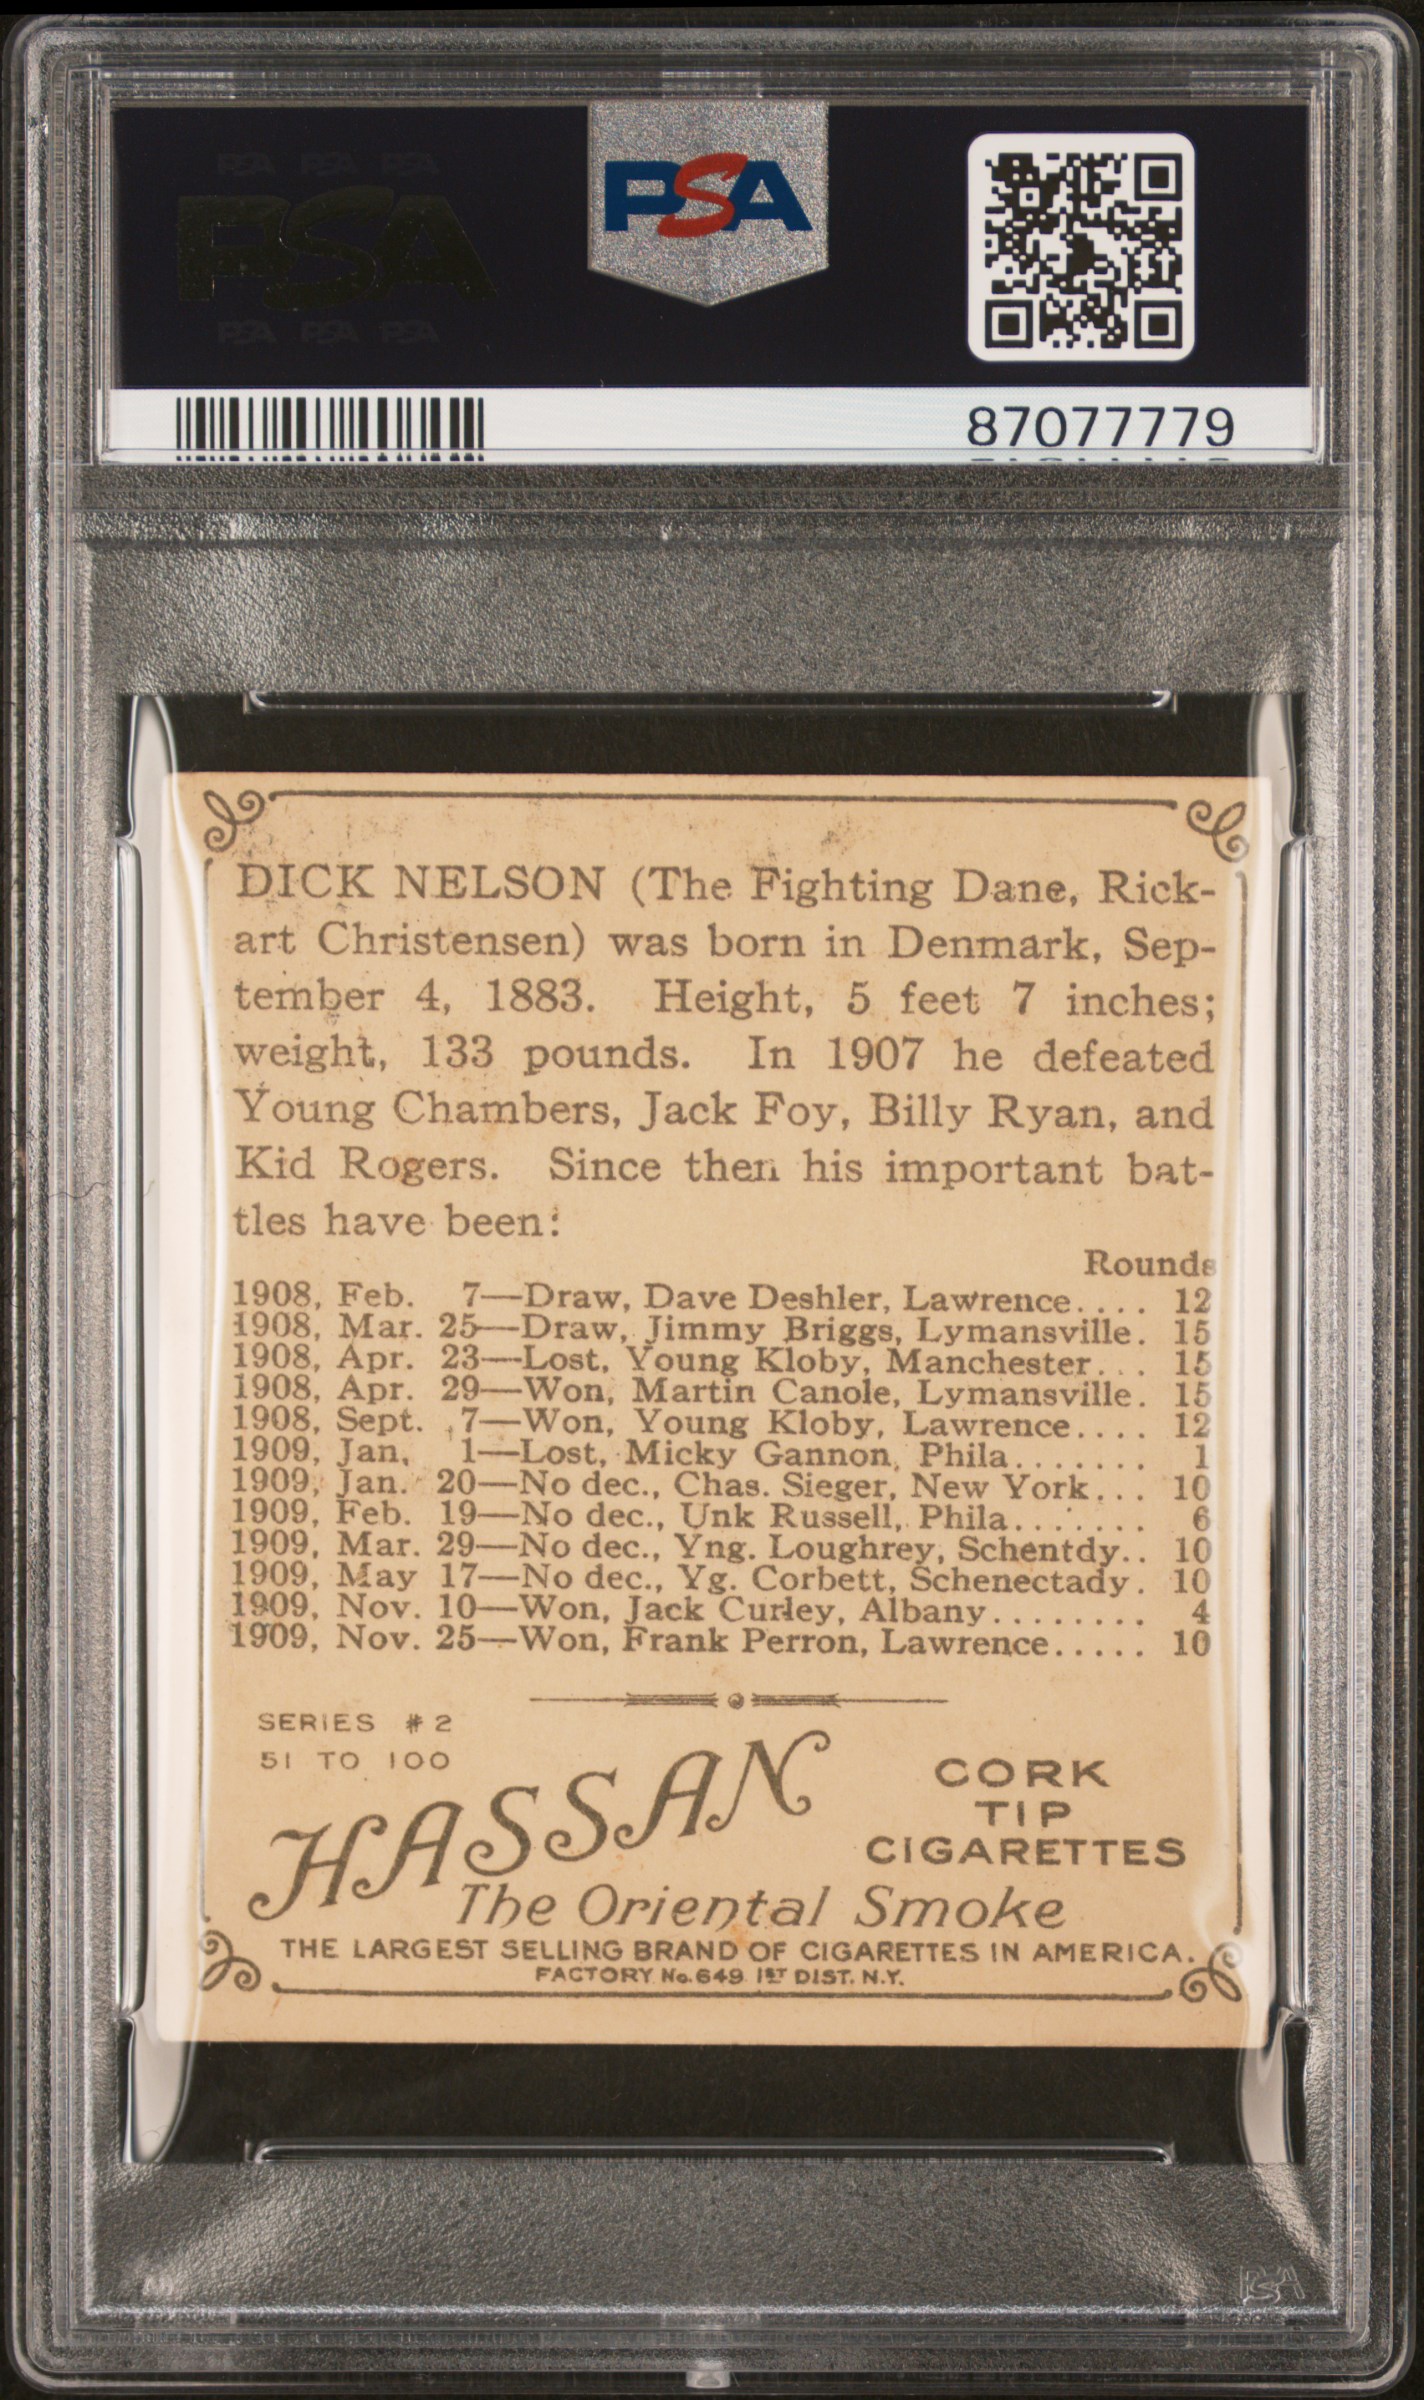 PSA PSA PSA
PSA
PSA PSA PSA
PSA
87077779
DICK NELSON (The Fighting Dane, Rick-
art Christensen) was born in Denmark, Sep-
tember 4, 1883. Height, 5 feet 7 inches;
weight, 133 pounds. In 1907 he defeated
Young Chambers, Jack Foy, Billy Ryan, and
Kid Rogers. Since then his important bat-
tles have been:
Rounds
1908, Feb. 7—Draw, Dave Deshler, Lawrence.... 12
1908, Mar. 25—Draw, Jimmy Briggs, Lymansville. 15
1908, Apr. 23—Lost, Young Kloby, Manchester... 15
1908, Apr. 29—Won, Martin Canole, Lymansville. 15
1908, Sept. 7—Won, Young Kloby, Lawrence.... 12
1909, Jan. 1—Lost, Micky Gannon, Phila....... 1
1909, Jan. 20—No dec., Chas. Sieger, New York... 10
1909, Feb. 19—No dec., Unk Russell, Phila....... 6
1909, Mar. 29—No dec., Yng. Loughrey, Schentdy.. 10
1909, May 17—No dec., Yg. Corbett, Schenectady. 10
1909, Nov. 10—Won, Jack Curley, Albany........ 4
1909, Nov. 25—Won, Frank Perron, Lawrence..... 10
SERIES #2
51 TO 100
HASSAN
CORK
TIP
CIGARETTES
The Oriental Smoke
THE LARGEST SELLING BRAND OF CIGARETTES IN AMERICA.
FACTORY No. 649 1ST DIST. N.Y.
PSA